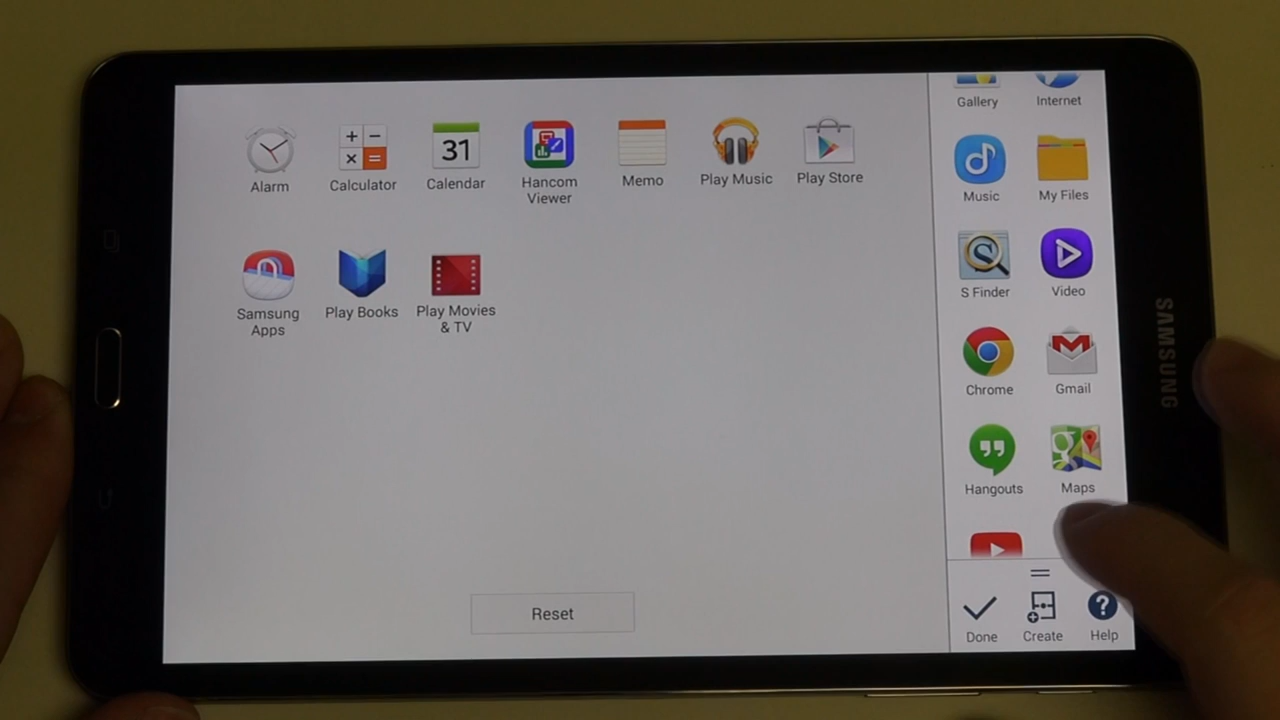 Gallery
Internet
Alarm
Calculator
31
Calendar
Hancom
Viewer
Memo
Play Music
Play Store
Music
My Files
S
S Finder
Video
Samsung
Apps
Play Books
Play Movies
& TV
SAMSUNG
Chrome
Gmail
g
Hangouts
Maps
Reset
Done
Create
Help